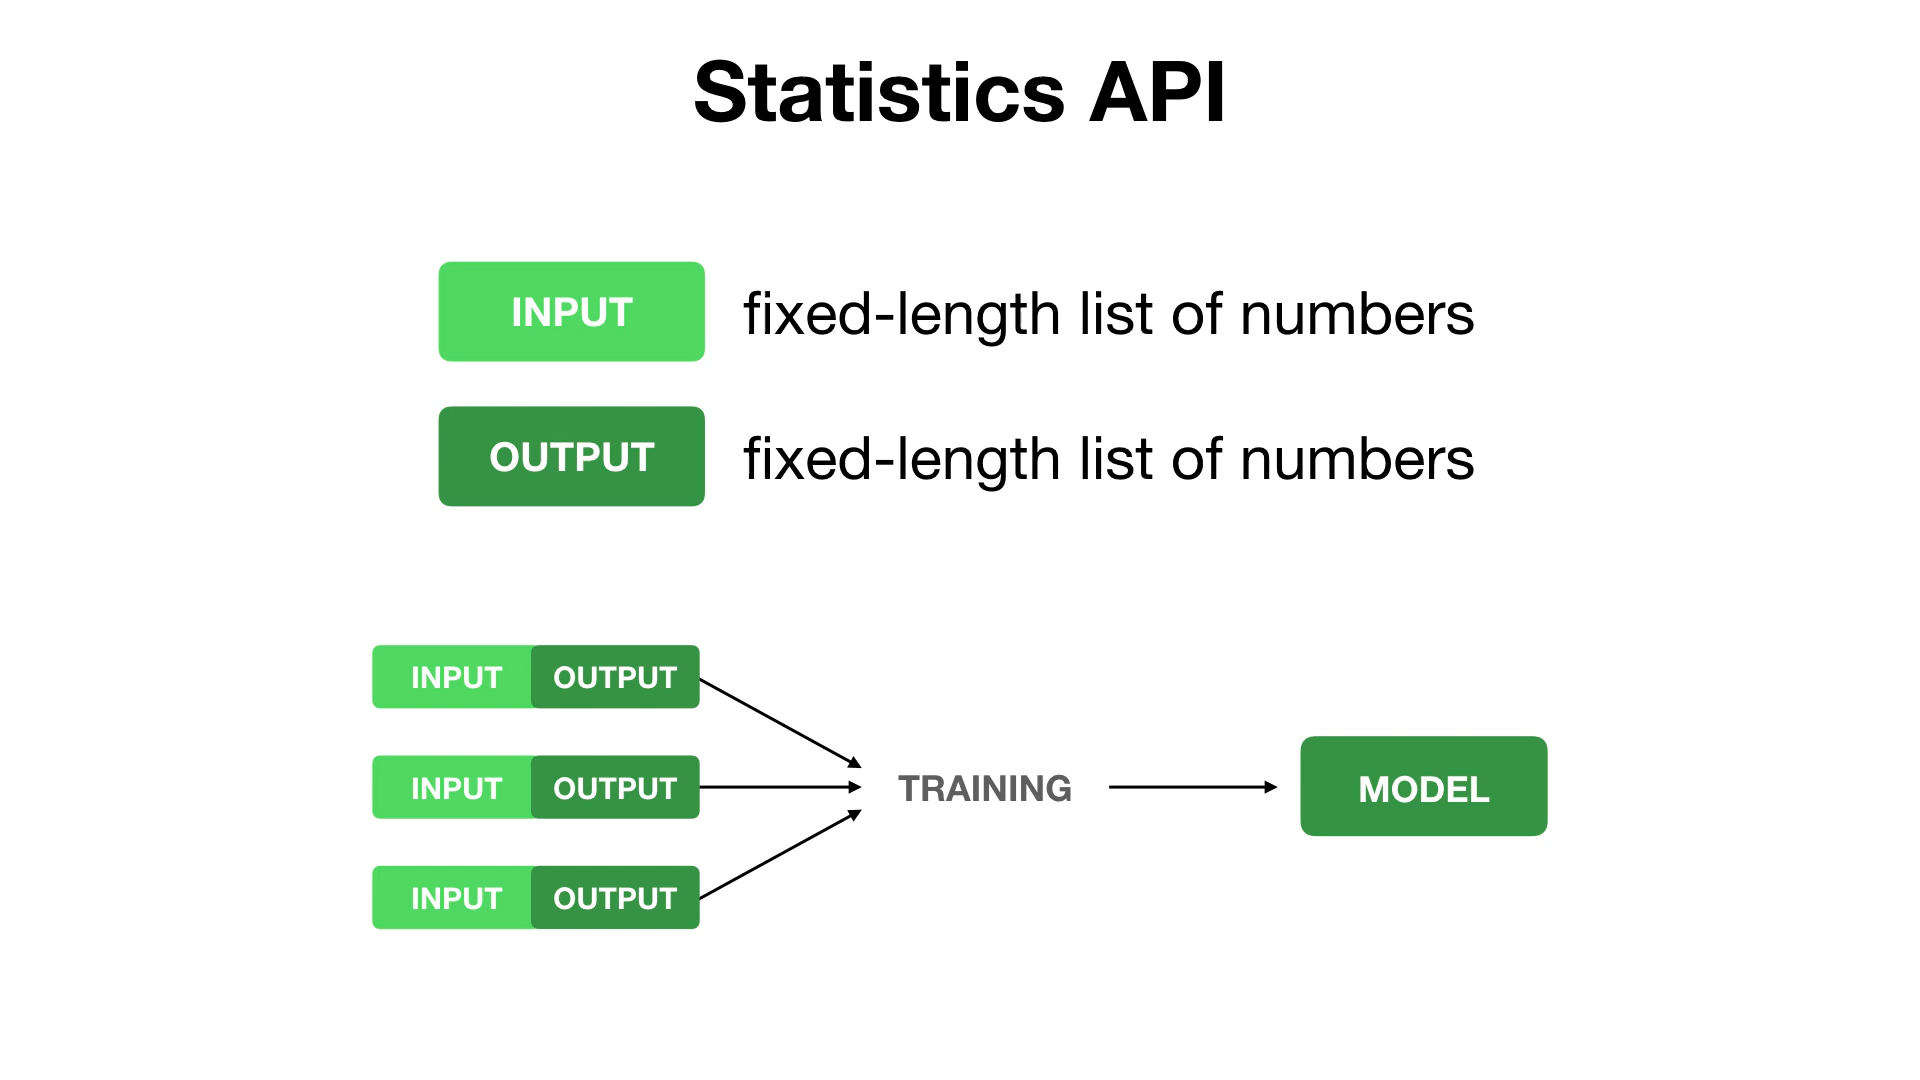 Statistics API
INPUT fixed-length list of numbers
OUTPUT fixed-length list of numbers
INPUT OUTPUT
INPUT OUTPUT TRAINING MODEL
INPUT OUTPUT